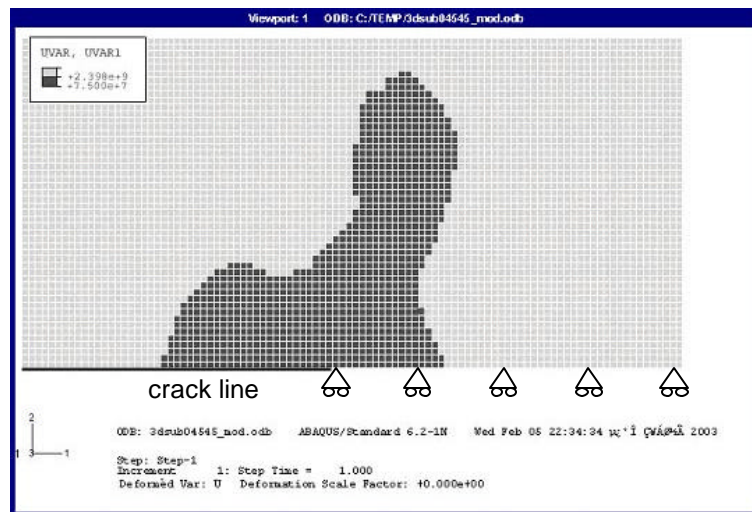 Viewport: 1 ODB: C:/TEMP/3dsub04545_mod.odb
UVAR, UVAR1
+2.398e+9
+7.500e+7
crack line
2
1 3 1
ODB: 3dsub04545_mod.odb ABAQUS/Standard 6.2-1N Wed Feb 05 22:34:34 2003
Step: Step-1
Increment 1: Step Time = 1.000
Deformed Var: U Deformation Scale Factor: +0.000e+00